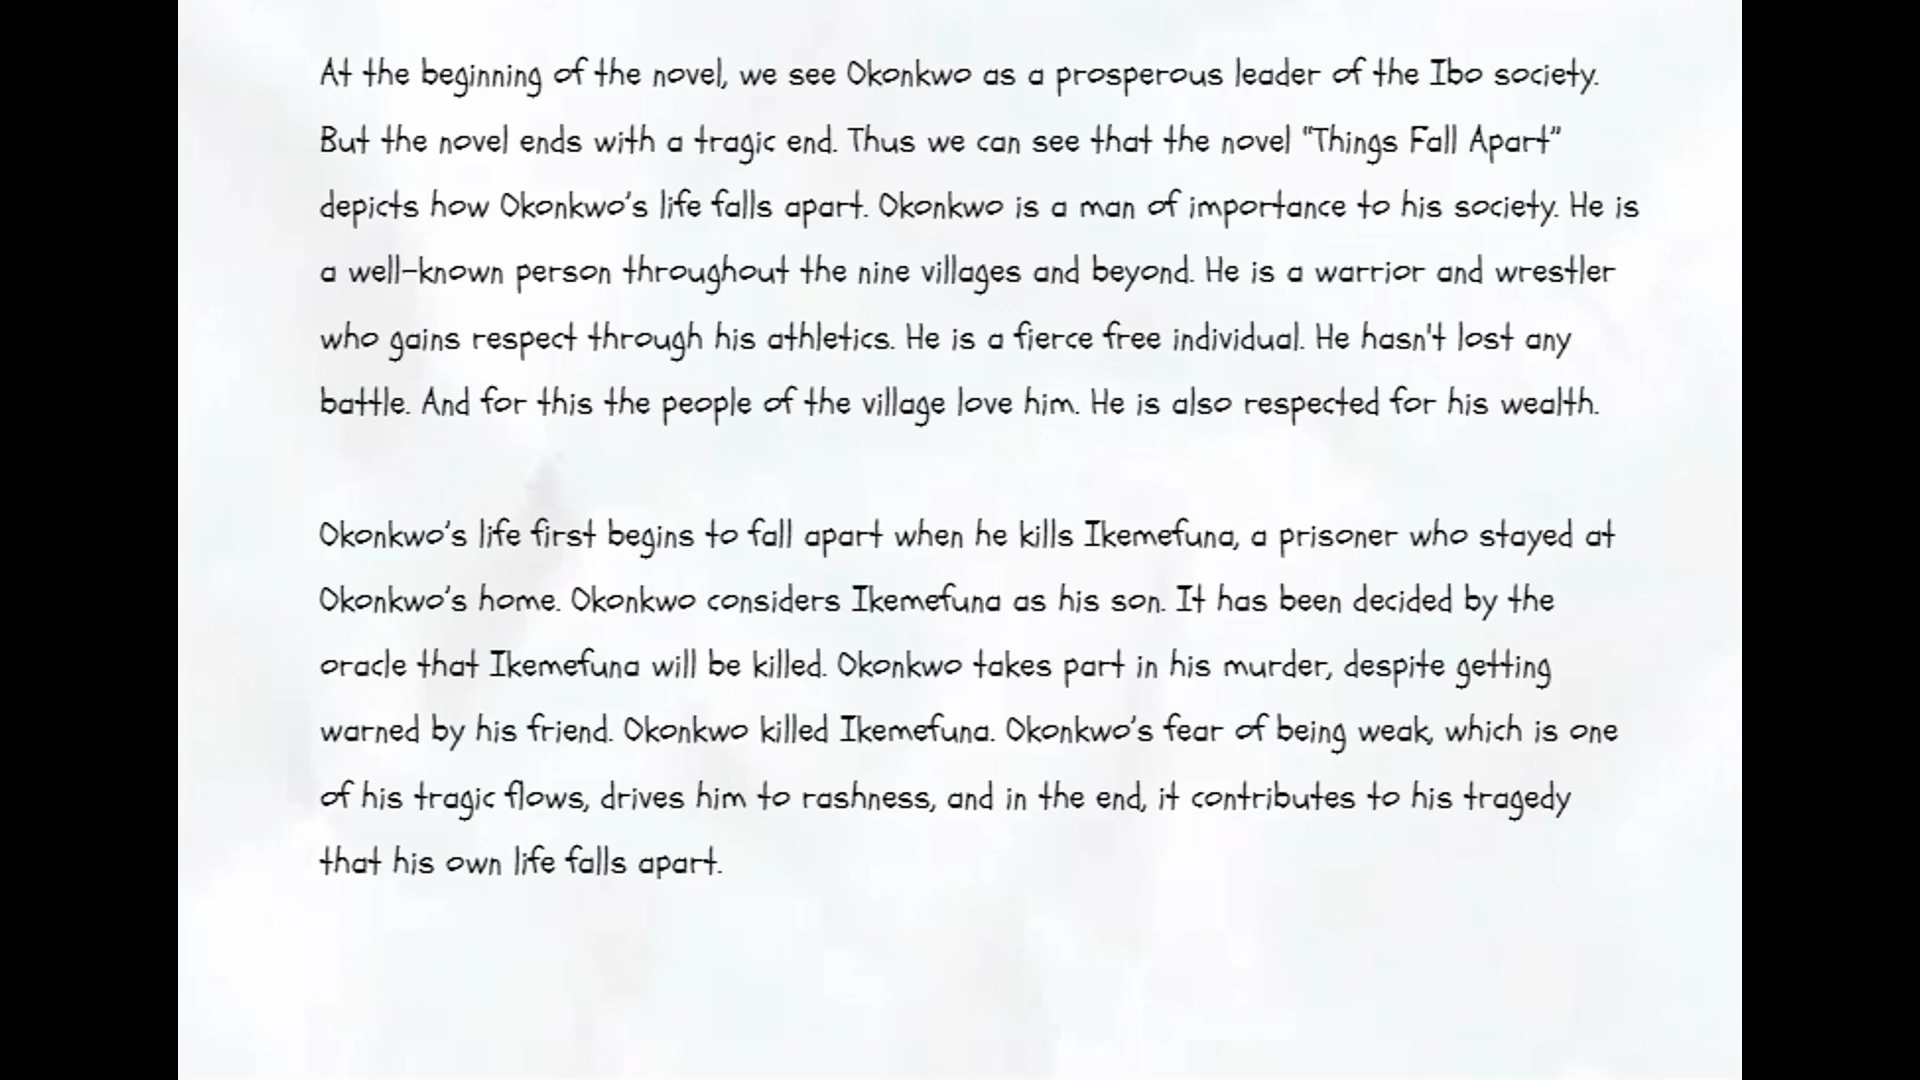 At the beginning of the novel, we see Okonkwo as a prosperous leader of the Ibo society.
But the novel ends with a tragic end. Thus we can see that the novel “Things Fall Apart”
depicts how Okonkwo’s life falls apart. Okonkwo is a man of importance to his society. He is
a well-known person throughout the nine villages and beyond. He is a warrior and wrestler
who gains respect through his athletics. He is a fierce free individual. He hasn't lost any
battle. And for this the people of the village love him. He is also respected for his wealth.
Okonkwo’s life first begins to fall apart when he kills Ikemefuna, a prisoner who stayed at
Okonkwo’s home. Okonkwo considers Ikemefuna as his son. It has been decided by the
oracle that Ikemefuna will be killed. Okonkwo takes part in his murder, despite getting
warned by his friend. Okonkwo killed Ikemefuna. Okonkwo’s fear of being weak, which is one
of his tragic flows, drives him to rashness, and in the end, it contributes to his tragedy
that his own life falls apart.